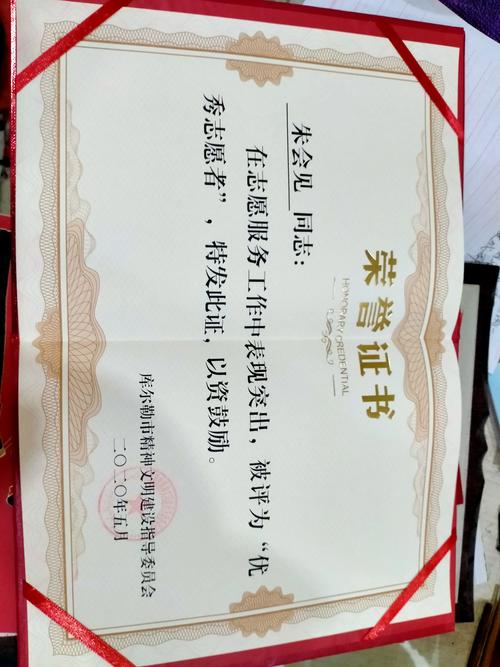 荣誉证书
HONORARY CREDENTIAL
朱会见 同志：
在志愿服务工作中表现突出，被评为“优
秀志愿者”，特发此证，以资鼓励。
库尔勒市精神文明建设指导委员会
二〇二〇年五月